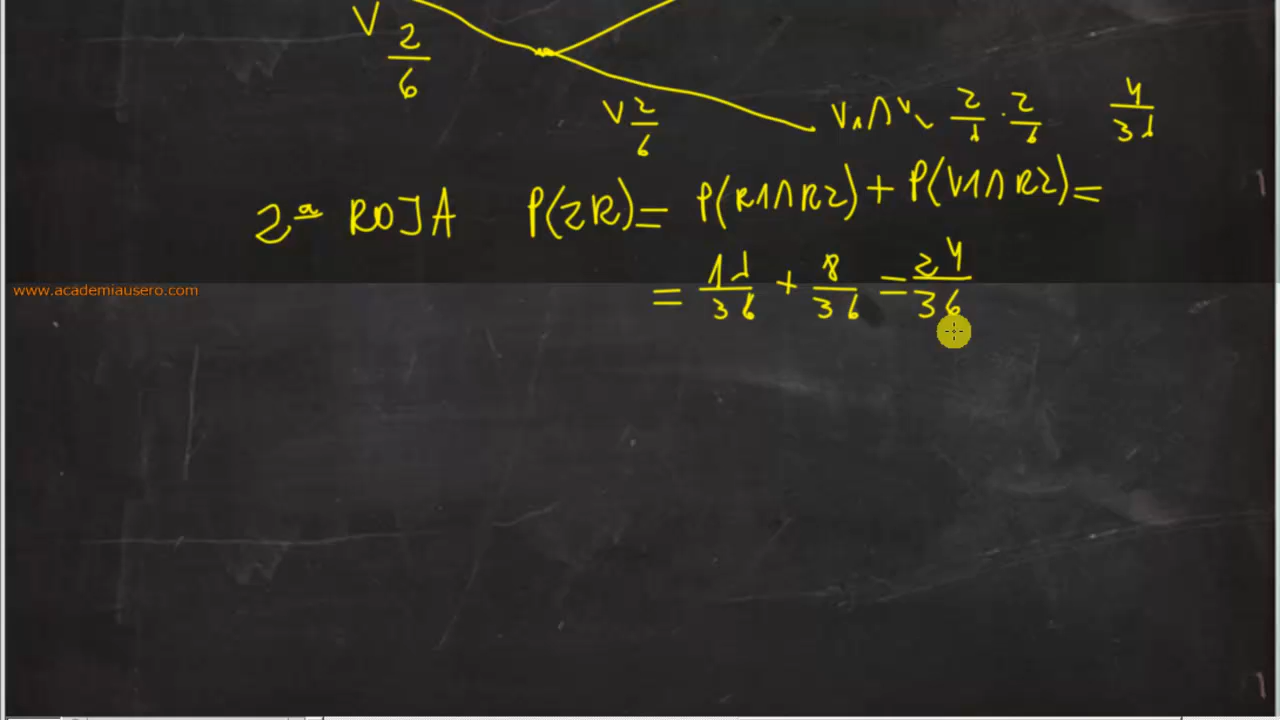 V 2/6
V 2/6 V1∩V2 2/6 · 2/6 4/36
2ª ROJA P(2R)= P(R1∩R2)+P(V1∩R2)=
= 16/36 + 8/36 = 24/36
www.academiausero.com